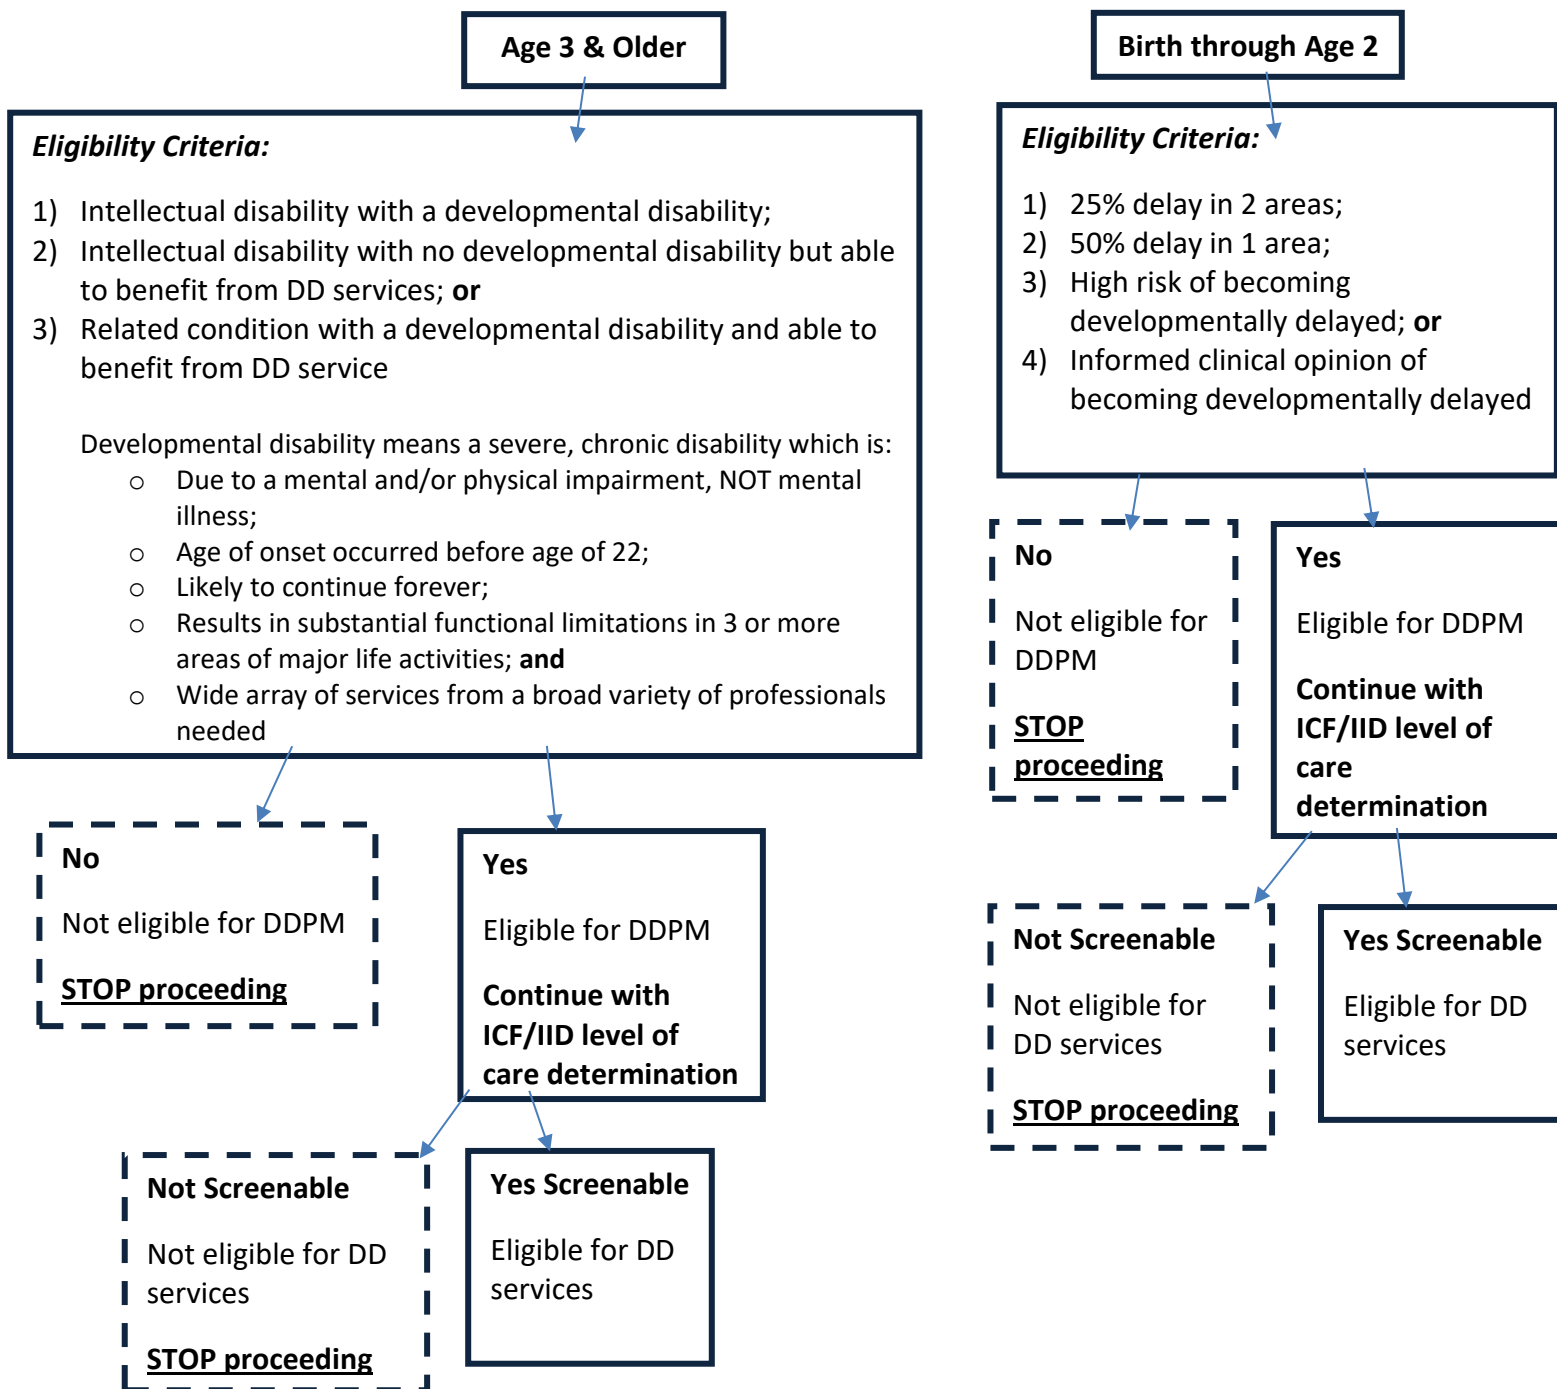 Age 3 & Older
Eligibility Criteria:
1) Intellectual disability with a developmental disability;
2) Intellectual disability with no developmental disability but able
to benefit from DD services; or
3) Related condition with a developmental disability and able to
benefit from DD service
Developmental disability means a severe, chronic disability which is:
o Due to a mental and/or physical impairment, NOT mental
illness;
o Age of onset occurred before age of 22;
o Likely to continue forever;
o Results in substantial functional limitations in 3 or more
areas of major life activities; and
o Wide array of services from a broad variety of professionals
needed
No
Not eligible for DDPM
STOP proceeding
Yes
Eligible for DDPM
Continue with
ICF/IID level of
care determination
Not Screenable
Not eligible for DD
services
STOP proceeding
Yes Screenable
Eligible for DD
services
Birth through Age 2
Eligibility Criteria:
1) 25% delay in 2 areas;
2) 50% delay in 1 area;
3) High risk of becoming
developmentally delayed; or
4) Informed clinical opinion of
becoming developmentally delayed
No
Not eligible for
DDPM
STOP
proceeding
Yes
Eligible for DDPM
Continue with
ICF/IID level of
care
determination
Not Screenable
Not eligible for
DD services
STOP proceeding
Yes Screenable
Eligible for DD
services